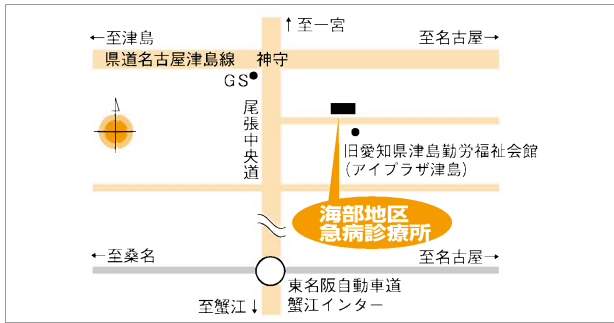 ↑至一宮
←至津島
至名古屋→
県道名古屋津島線
神守
GS
尾張中央道
旧愛知県津島勤労福祉会館
(アイプラザ津島)
海部地区
急病診療所
←至桑名
至名古屋→
東名阪自動車道
蟹江インター
至蟹江↓